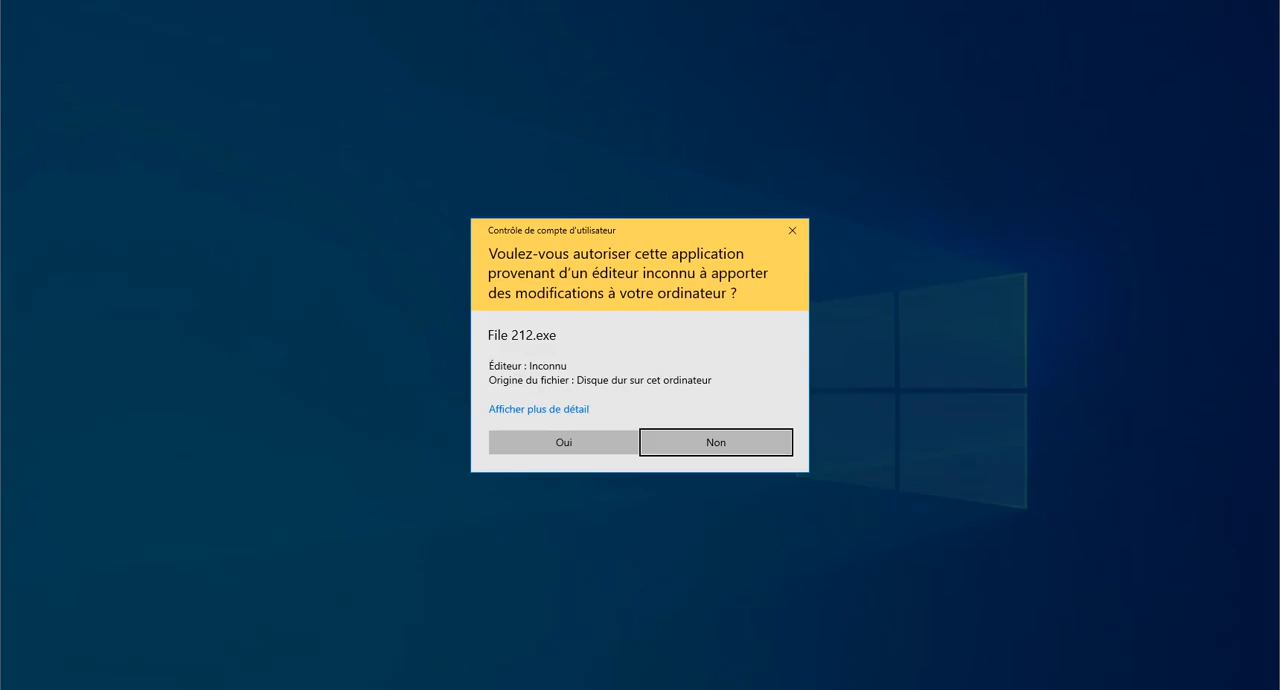 Contrôle de compte d'utilisateur
Voulez-vous autoriser cette application
provenant d'un éditeur inconnu à apporter
des modifications à votre ordinateur ?
File 212.exe
Éditeur : Inconnu
Origine du fichier : Disque dur sur cet ordinateur
Afficher plus de détail
Oui
Non